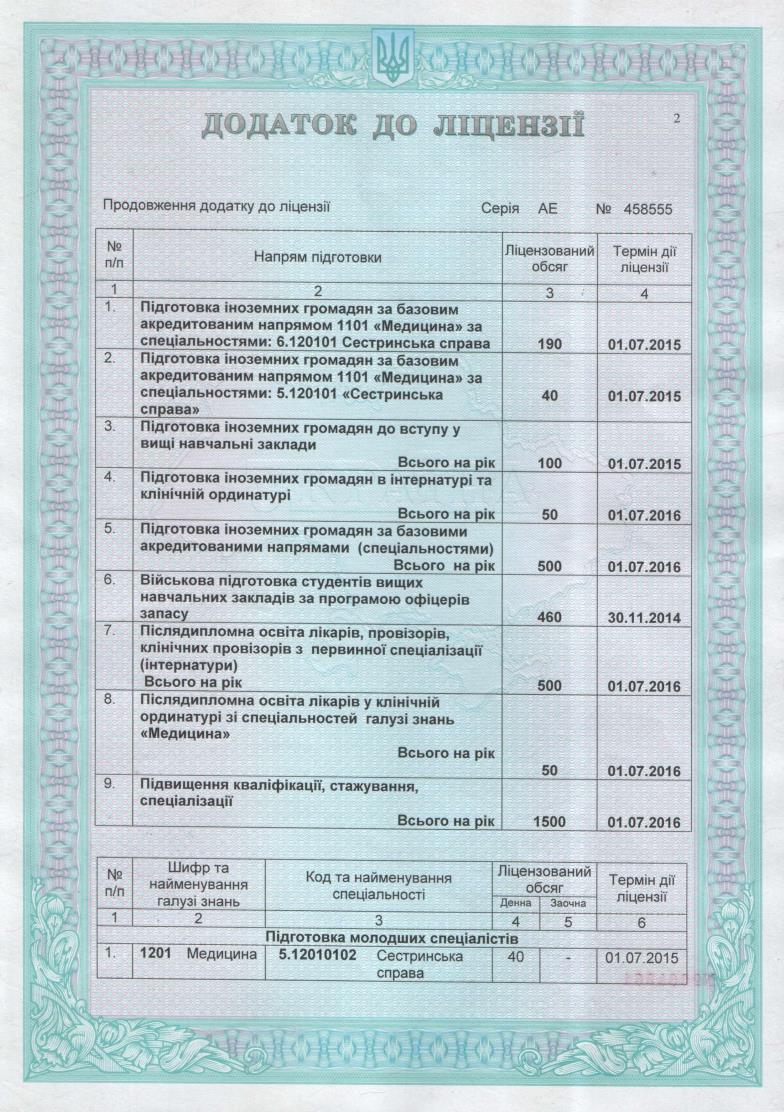 2
ДОДАТОК ДО ЛІЦЕНЗІЇ
Продовження додатку до ліцензії Серія АЕ № 458555
№ п/п Напрям підготовки Ліцензований обсяг Термін дії ліцензії
1 2 3 4
1. Підготовка іноземних громадян за базовим
акредитованим напрямом 1101 «Медицина» за
спеціальностями: 6.120101 Сестринська справа 190 01.07.2015
2. Підготовка іноземних громадян за базовим
акредитованим напрямом 1101 «Медицина» за
спеціальностями: 5.120101 «Сестринська 40 01.07.2015
справа»
3. Підготовка іноземних громадян до вступу у
вищі навчальні заклади
Всього на рік 100 01.07.2015
4. Підготовка іноземних громадян в інтернатурі та
клінічній ординатурі
Всього на рік 50 01.07.2016
5. Підготовка іноземних громадян за базовими
акредитованими напрямами (спеціальностями)
Всього на рік 500 01.07.2016
6. Військова підготовка студентів вищих
навчальних закладів за програмою офіцерів
запасу 460 30.11.2014
7. Післядипломна освіта лікарів, провізорів,
клінічних провізорів з первинної спеціалізації
(інтернатури)
Всього на рік 500 01.07.2016
8. Післядипломна освіта лікарів у клінічній
ординатурі зі спеціальностей галузі знань
«Медицина»
Всього на рік
50 01.07.2016
9. Підвищення кваліфікації, стажування,
спеціалізації
Всього на рік 1500 01.07.2016
№ п/п Шифр та найменування галузі знань Код та найменування спеціальності Ліцензований обсяг Термін дії ліцензії
Денна Заочна
1 2 3 4 5 6
Підготовка молодших спеціалістів
1. 1201 Медицина 5.12010102 Сестринська 40 - 01.07.2015
справа